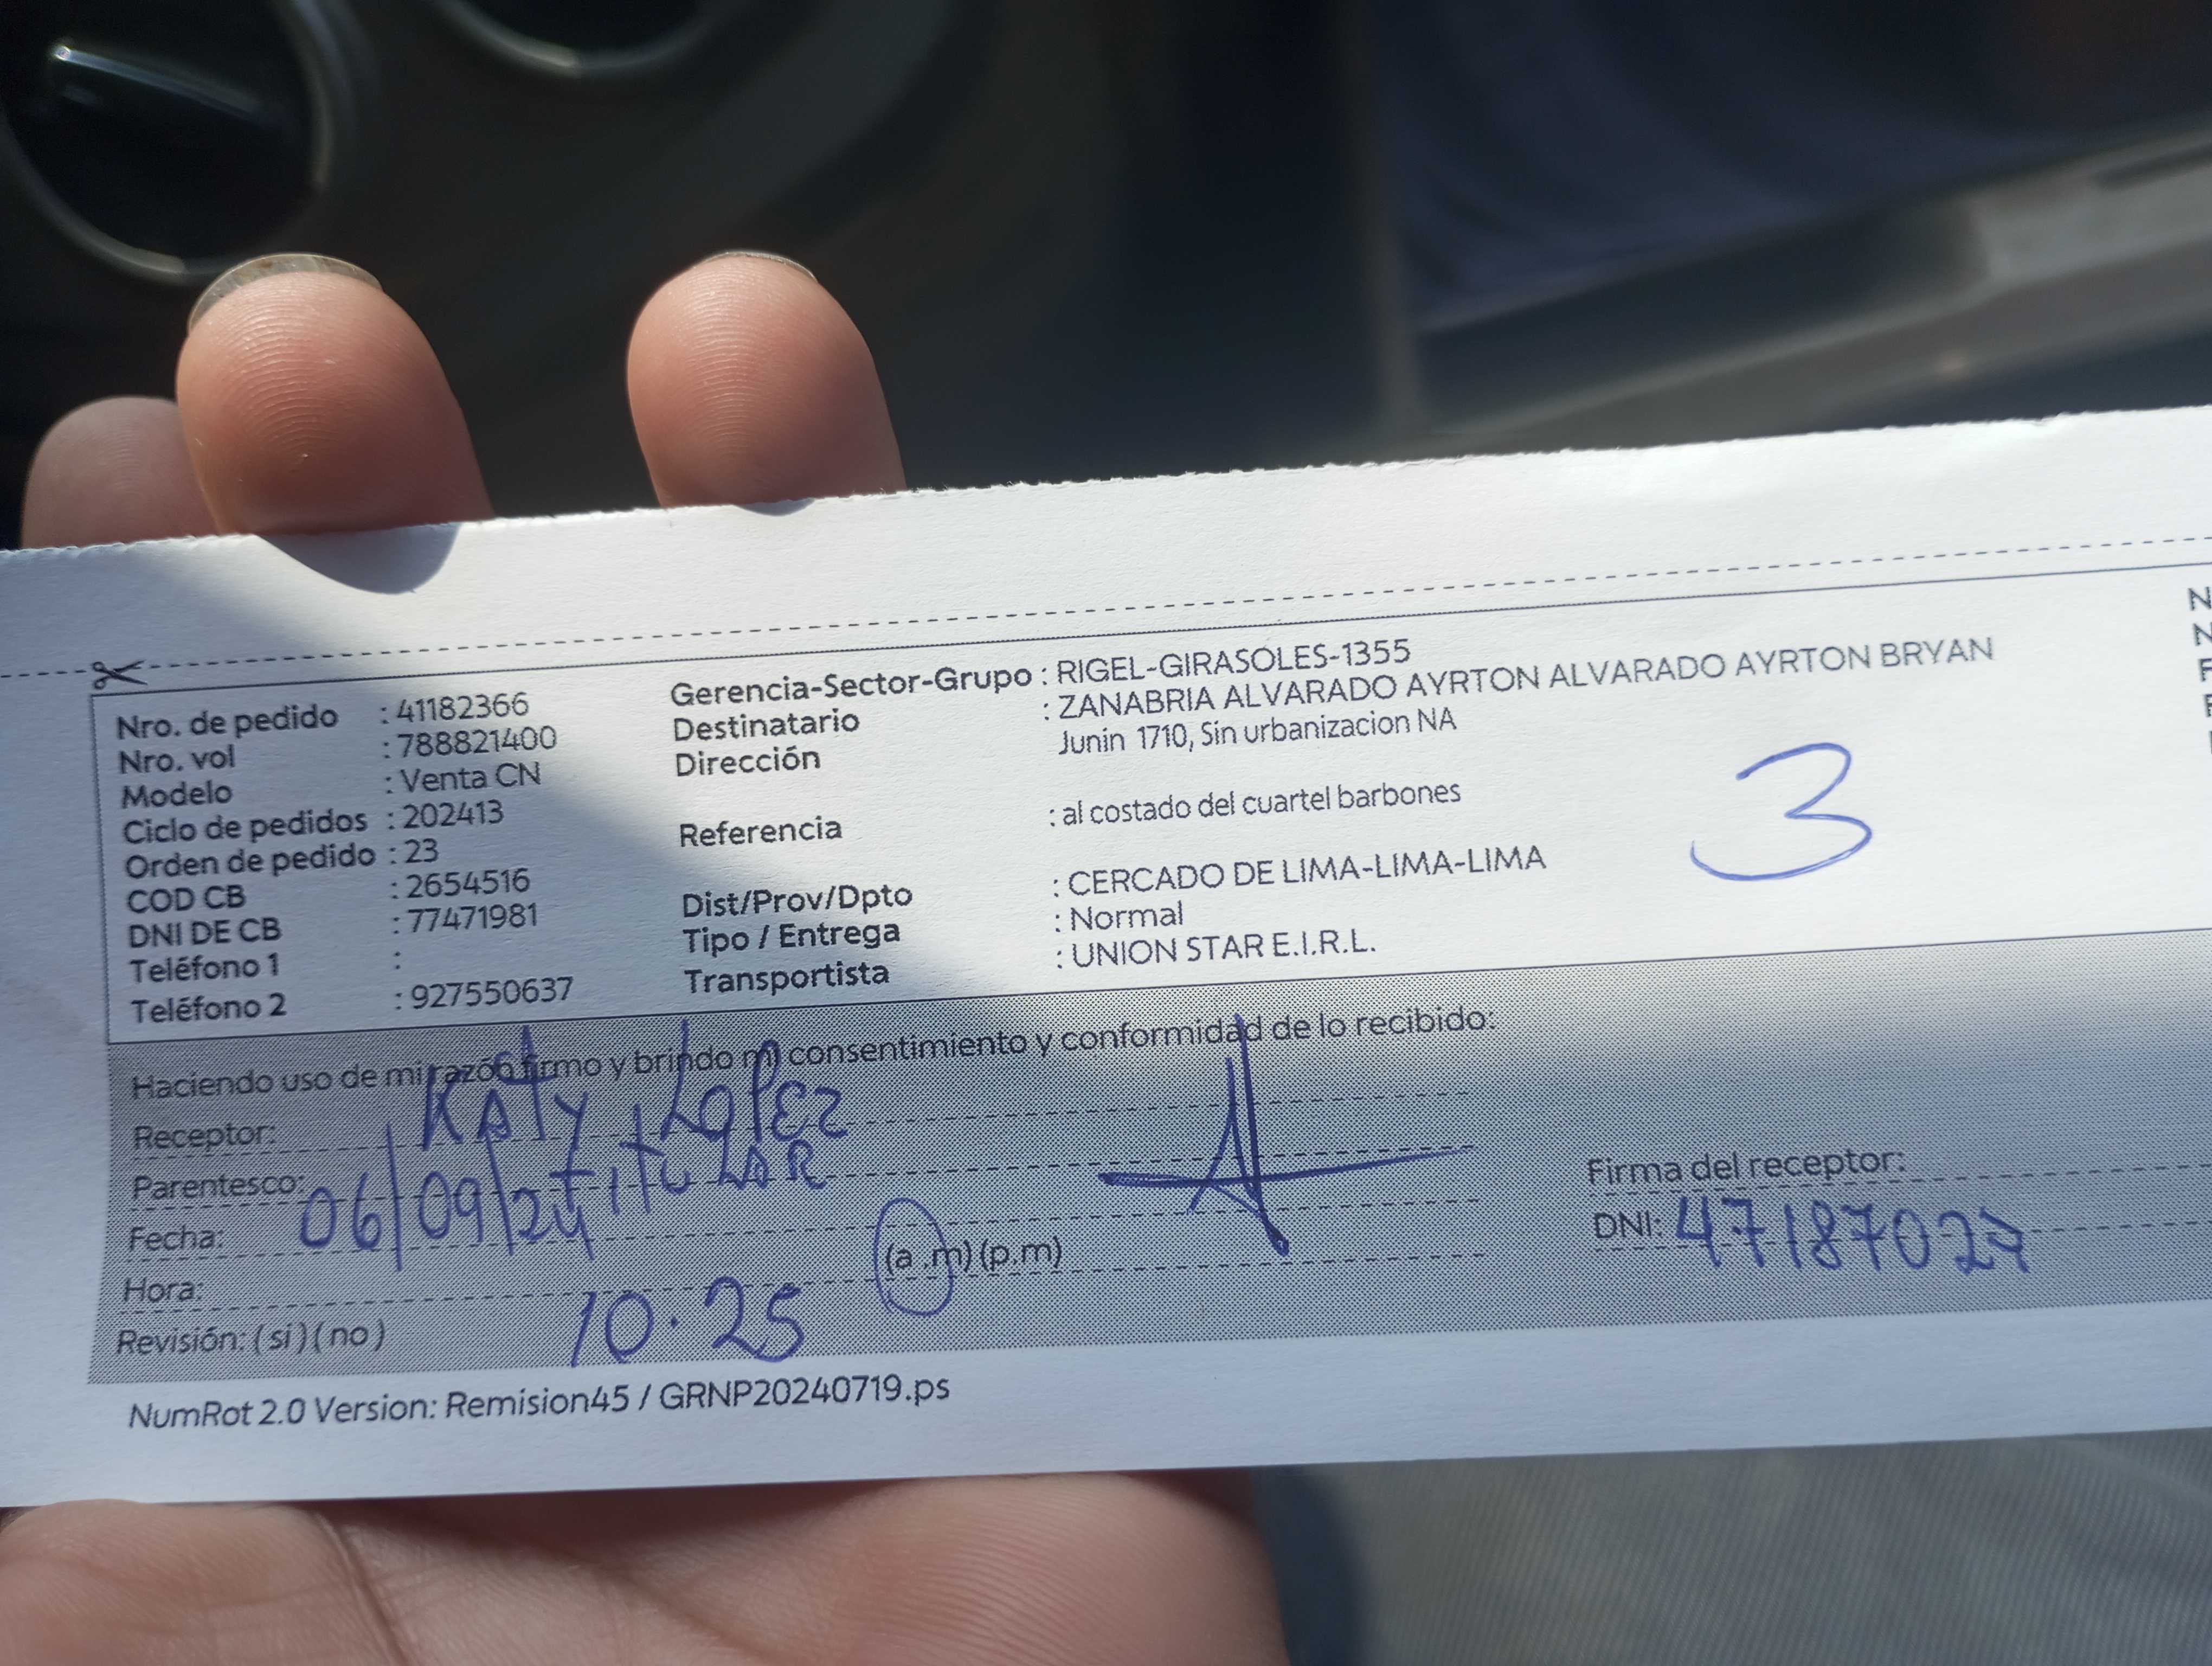 Nro. de pedido : 41182366
Nro. vol : 788821400
Modelo : Venta CN
Ciclo de pedidos : 202413
Orden de pedido : 23
COD CB : 2654516
DNI DE CB : 77471981
Teléfono 1 :
Teléfono 2 : 927550637
Gerencia-Sector-Grupo : RIGEL-GIRASOLES-1355
Destinatario : ZANABRIA ALVARADO AYRTON ALVARADO AYRTON BRYAN
Dirección Junin 1710, Sin urbanizacion NA
Referencia : al costado del cuartel barbones
Dist/Prov/Dpto : CERCADO DE LIMA-LIMA-LIMA
Tipo / Entrega : Normal
Transportista : UNION STAR E.I.R.L.
3
Haciendo uso de mi razón firmo y brindo mi consentimiento y conformidad de lo recibido:
Receptor: KATy LoPEz
Parentesco: TiTuLAR
Fecha: 06/09/24
Hora: 10.25 (a .m) (p.m)
Revisión: (si) (no)
Firma del receptor:
DNI: 47187027
NumRot 2.0 Version: Remision45 / GRNP20240719.ps